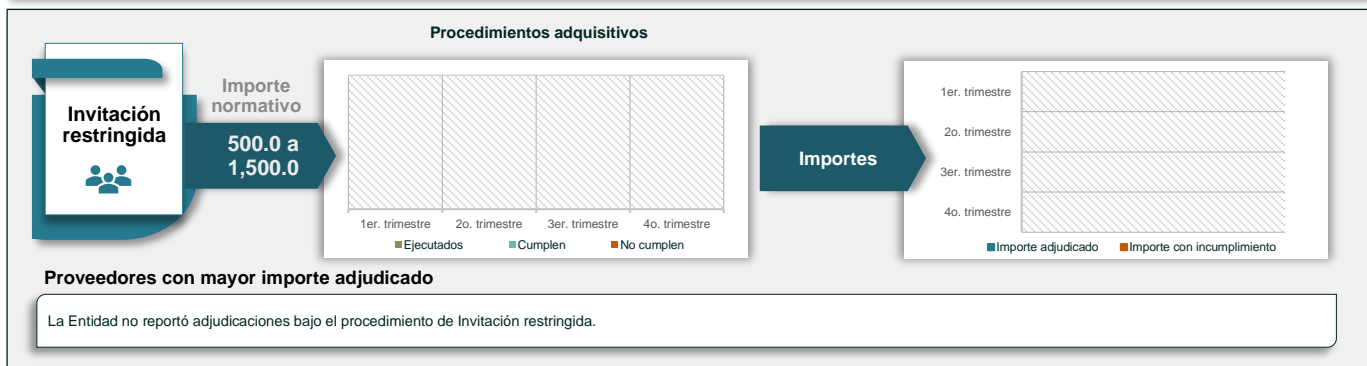 Procedimientos adquisitivos
Invitación
restringida
Importe
normativo
500.0 a
1,500.0
1er. trimestre 2o. trimestre 3er. trimestre 4o. trimestre
Ejecutados Cumplen No cumplen
Importes
1er. trimestre
2o. trimestre
3er. trimestre
4o. trimestre
Importe adjudicado Importe con incumplimiento
Proveedores con mayor importe adjudicado
La Entidad no reportó adjudicaciones bajo el procedimiento de Invitación restringida.